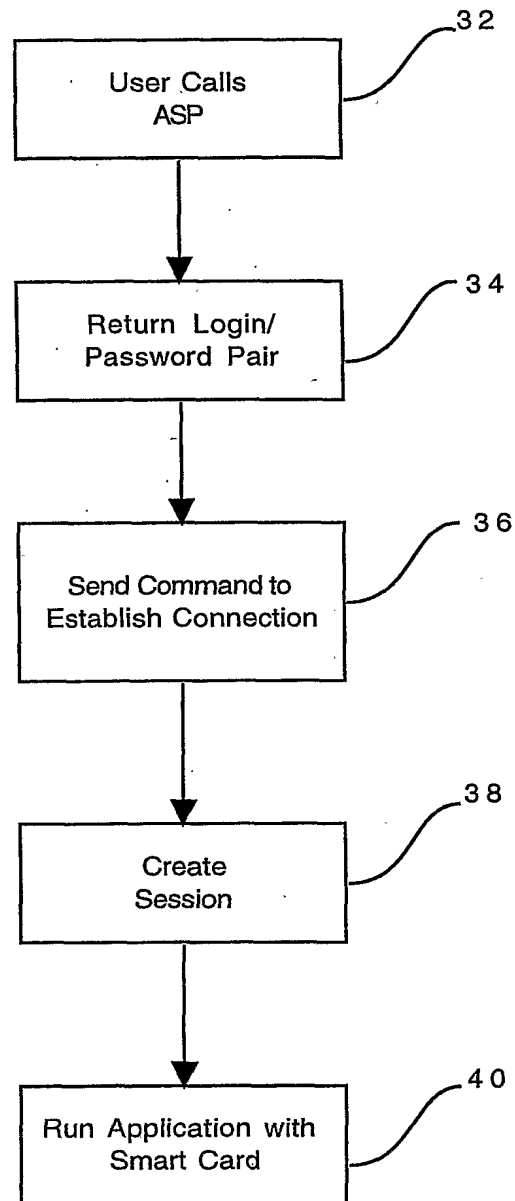 32
User Calls
ASP
34
Return Login/
Password Pair
36
Send Command to
Establish Connection
38
Create
Session
40
Run Application with
Smart Card